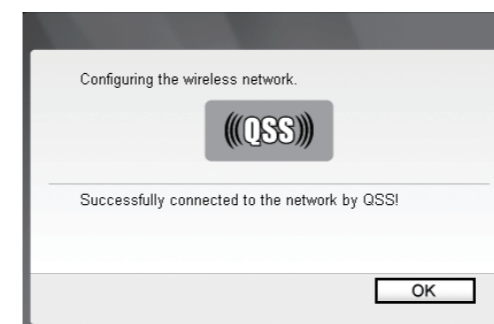 Configuring the wireless network.
QSS
Successfully connected to the network by QSS!
OK